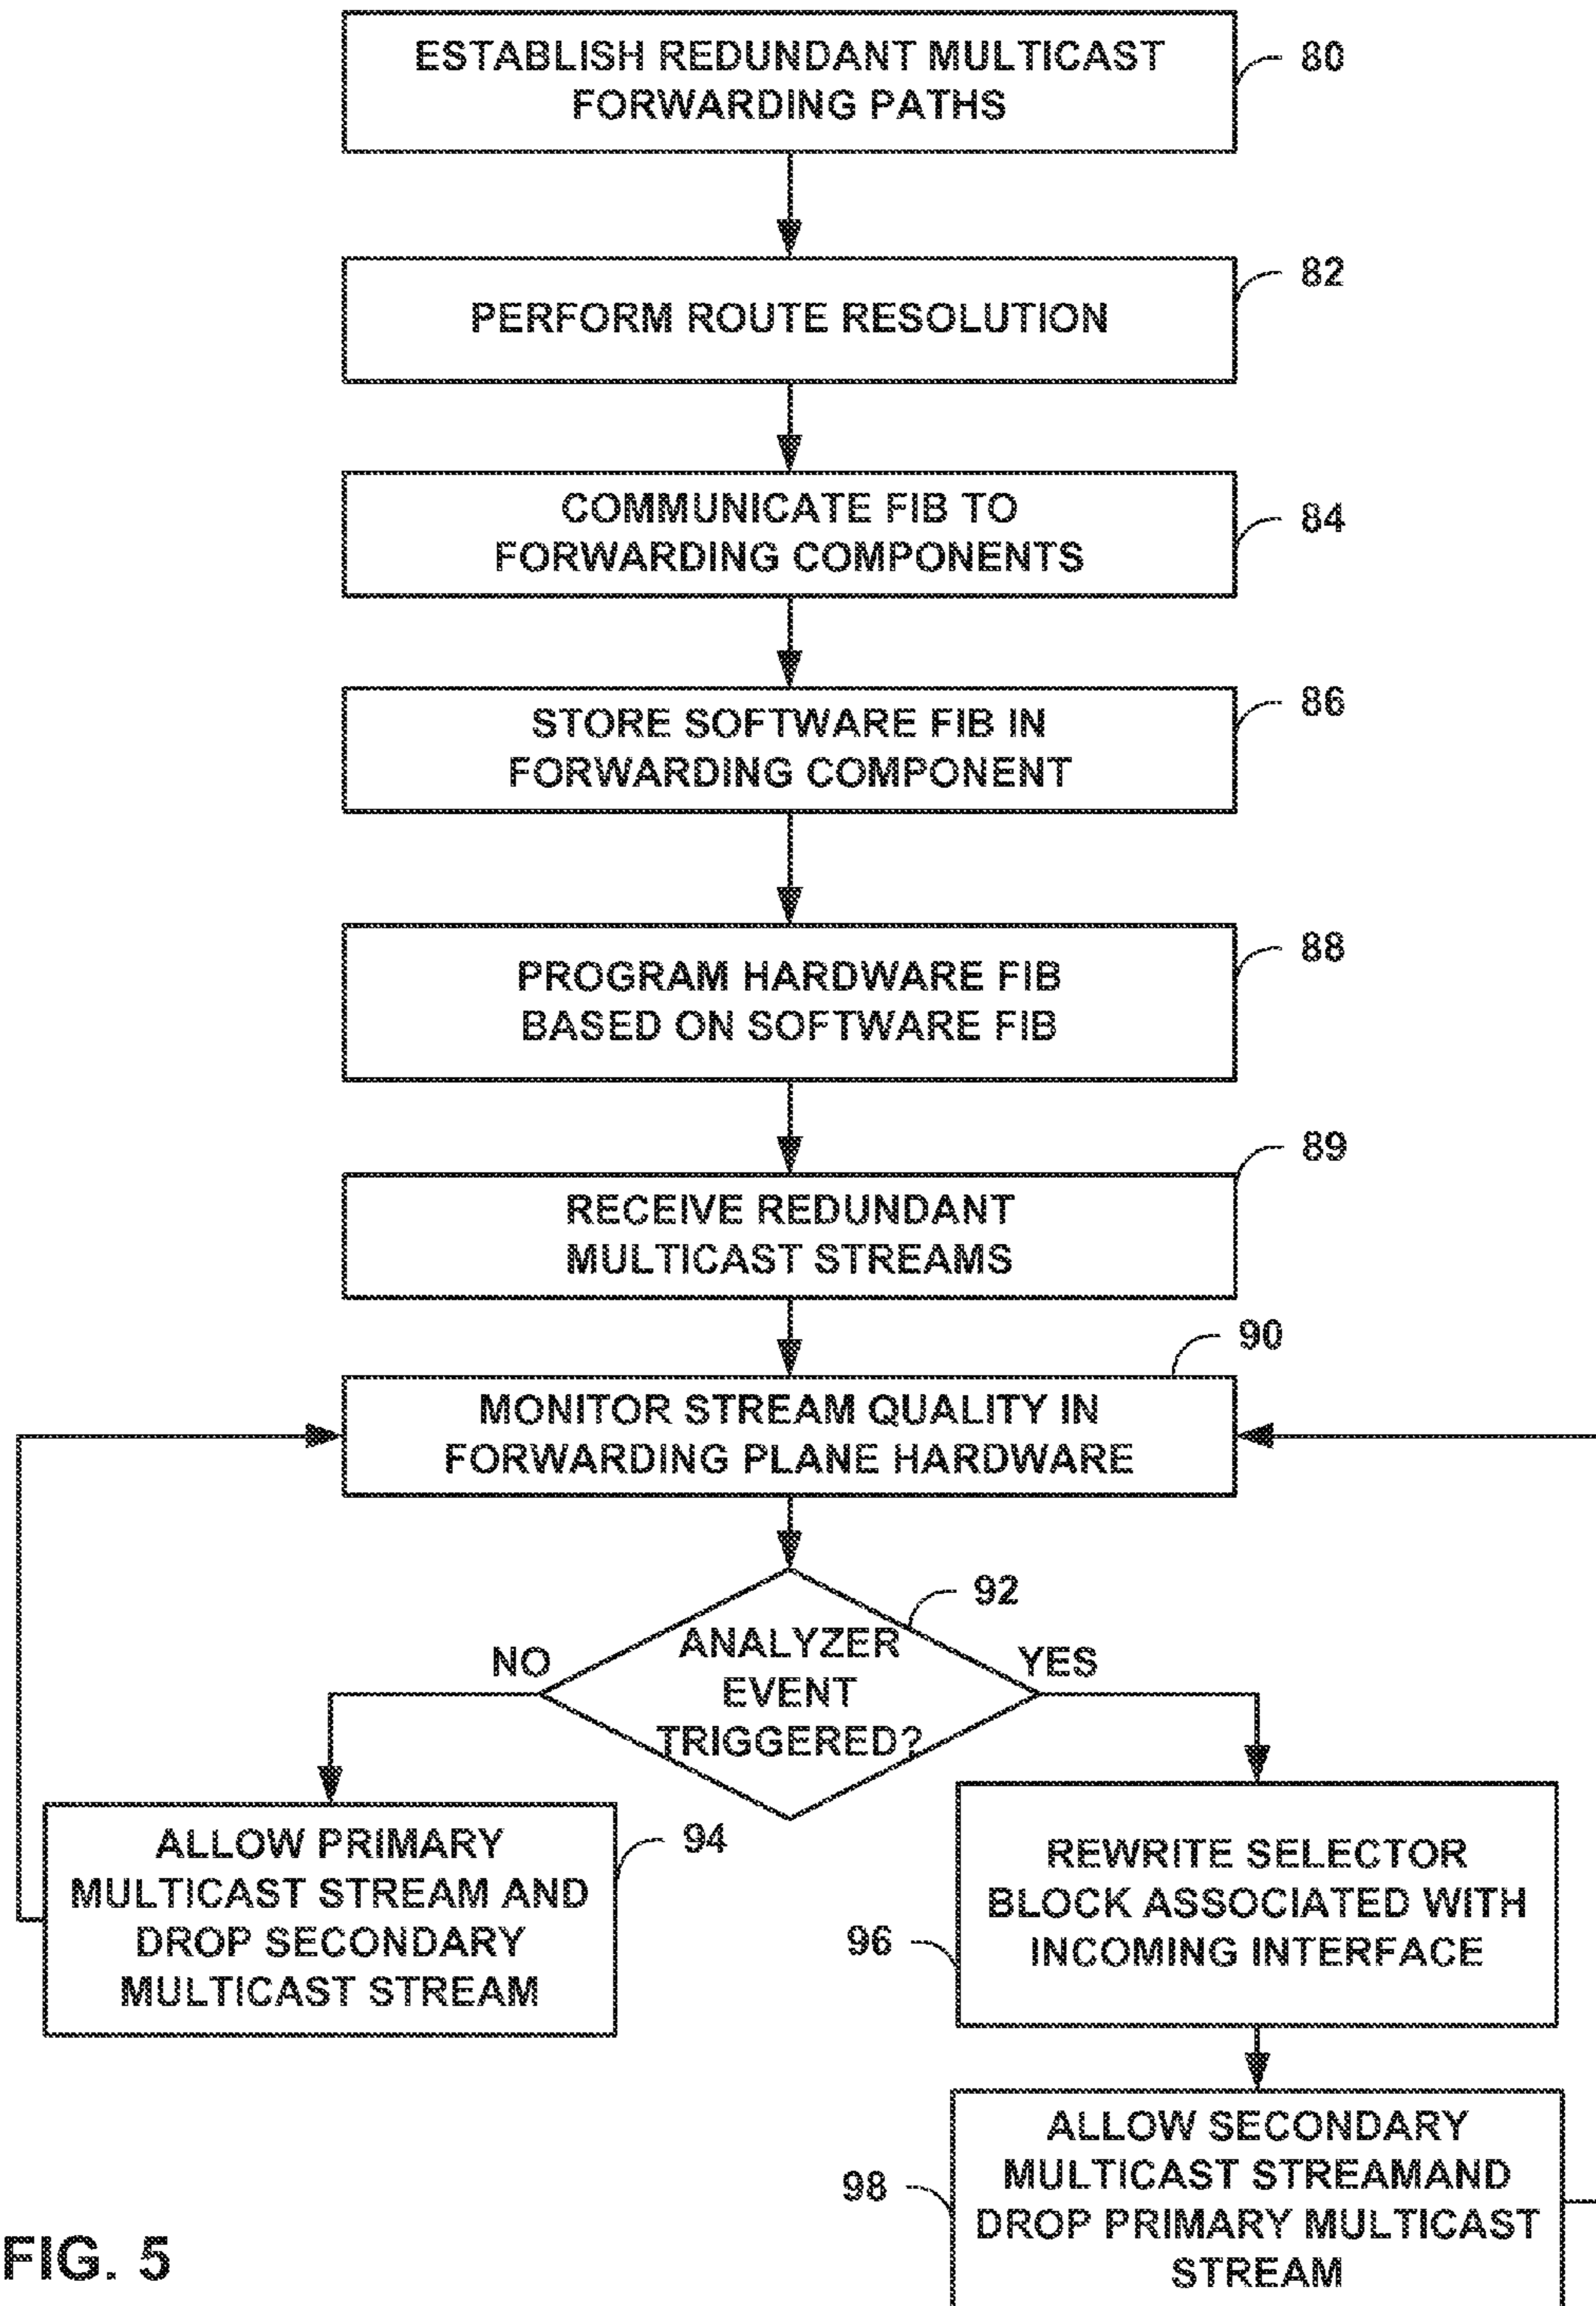 ESTABLISH REDUNDANT MULTICAST
FORWARDING PATHS
80
PERFORM ROUTE RESOLUTION
82
COMMUNICATE FIB TO
FORWARDING COMPONENTS
84
STORE SOFTWARE FIB IN
FORWARDING COMPONENT
86
PROGRAM HARDWARE FIB
BASED ON SOFTWARE FIB
88
RECEIVE REDUNDANT
MULTICAST STREAMS
89
MONITOR STREAM QUALITY IN
FORWARDING PLANE HARDWARE
90
ANALYZER
EVENT
TRIGGERED?
92
NO
YES
ALLOW PRIMARY
MULTICAST STREAM AND
DROP SECONDARY
MULTICAST STREAM
94
REWRITE SELECTOR
BLOCK ASSOCIATED WITH
INCOMING INTERFACE
96
ALLOW SECONDARY
MULTICAST STREAMAND
DROP PRIMARY MULTICAST
STREAM
98
FIG. 5